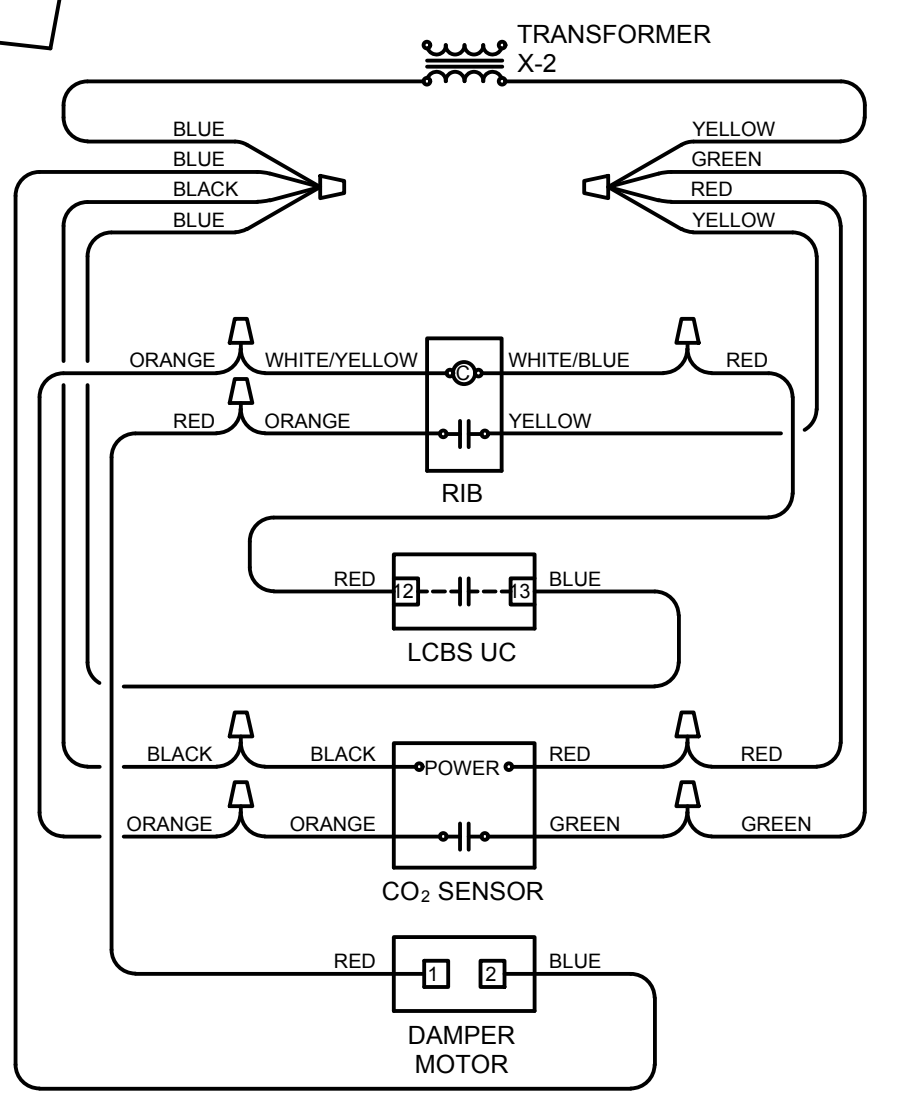 TRANSFORMER
X-2
BLUE YELLOW
BLUE GREEN
BLACK RED
BLUE YELLOW
ORANGE WHITE/YELLOW C WHITE/BLUE RED
RED ORANGE YELLOW
RIB
RED 12 13 BLUE
LCBS UC
BLACK BLACK POWER RED RED
ORANGE ORANGE GREEN GREEN
CO₂ SENSOR
RED 1 2 BLUE
DAMPER
MOTOR